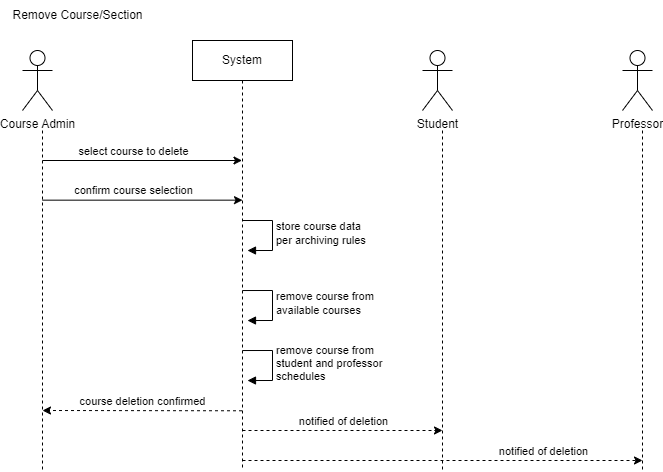 Remove Course/Section
System
Course Admin
Student
Professor
select course to delete
confirm course selection
store course data
per archiving rules
remove course from
available courses
remove course from
student and professor
schedules
course deletion confirmed
notified of deletion
notified of deletion